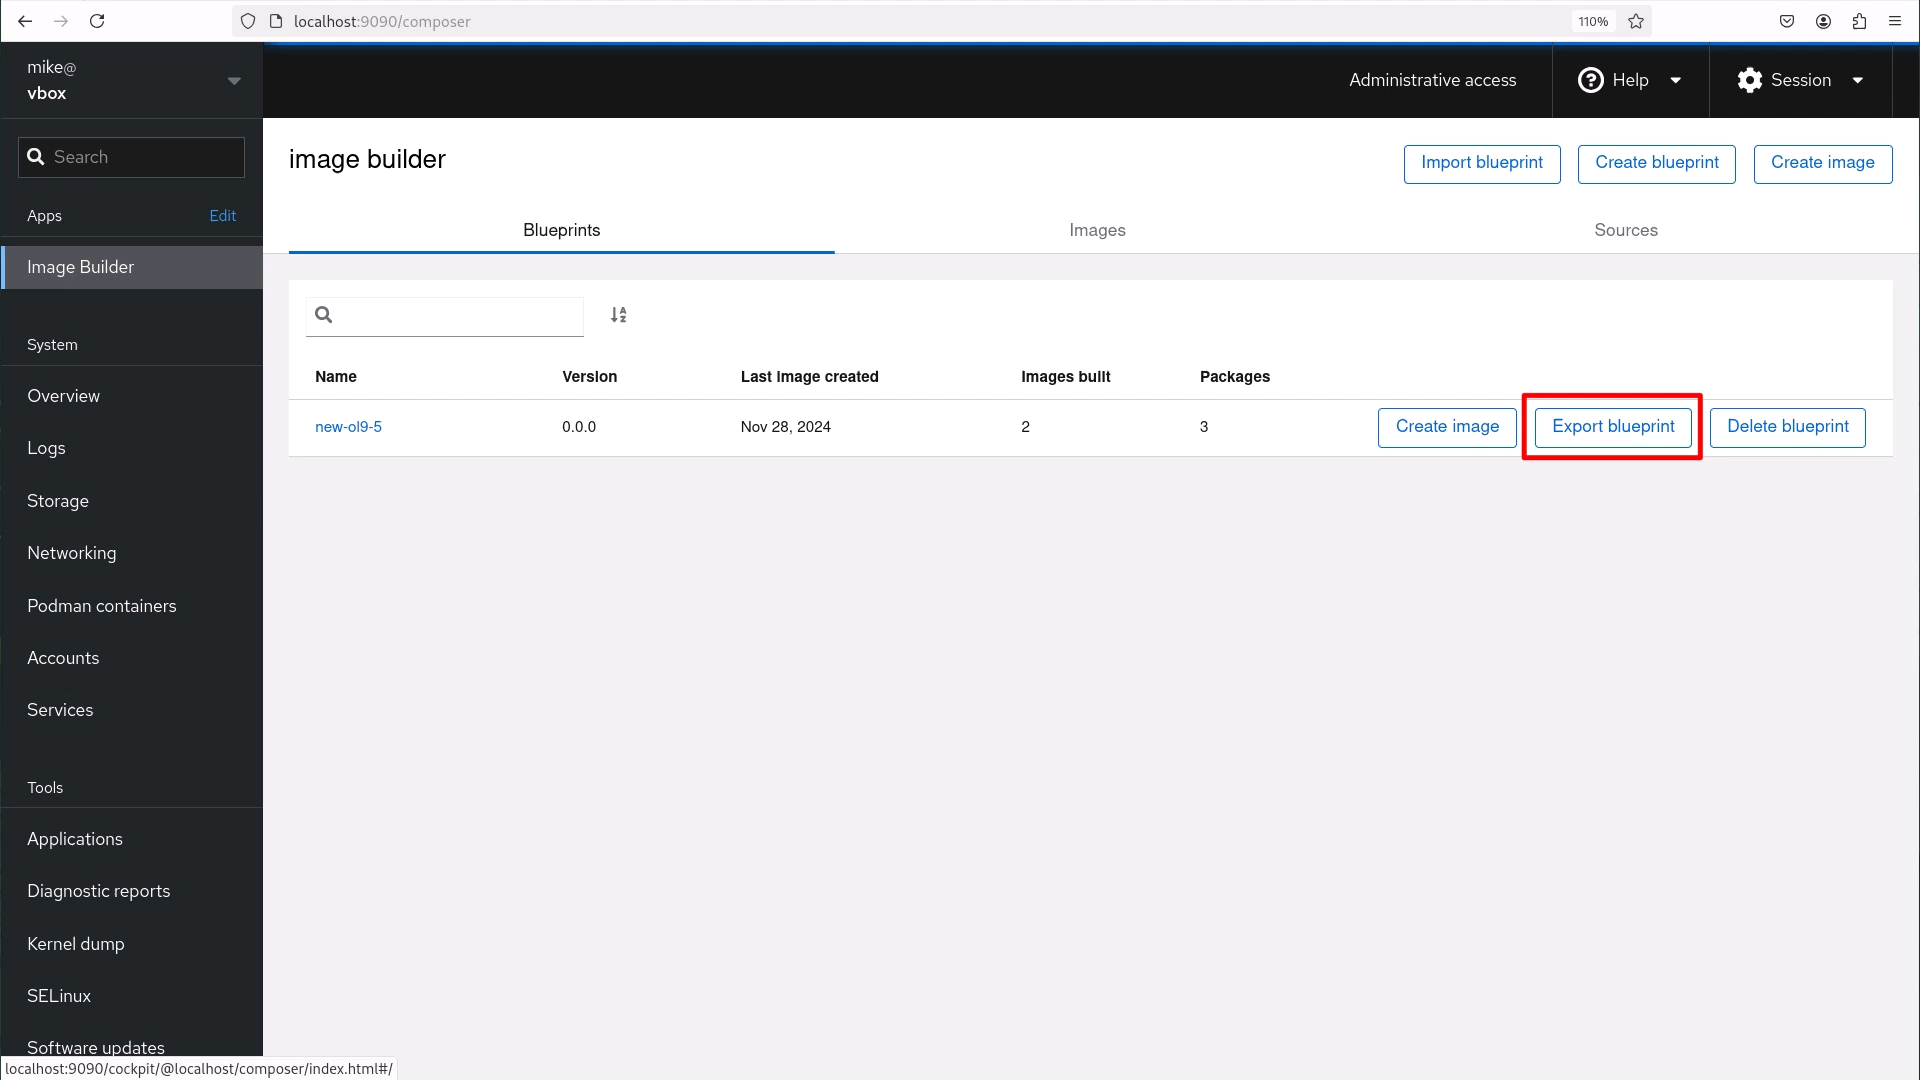 localhost:9090/composer
110%
mike@
vbox
Administrative access
Help
Session
Search
image builder
Import blueprint
Create blueprint
Create image
Apps
Edit
Blueprints
Images
Sources
Image Builder
System
Name
Version
Last image created
Images built
Packages
new-ol9-5
0.0.0
Nov 28, 2024
2
3
Create image
Export blueprint
Delete blueprint
Overview
Logs
Storage
Networking
Podman containers
Accounts
Services
Tools
Applications
Diagnostic reports
Kernel dump
SELinux
Software updates
localhost:9090/cockpit/@localhost/composer/index.html#/